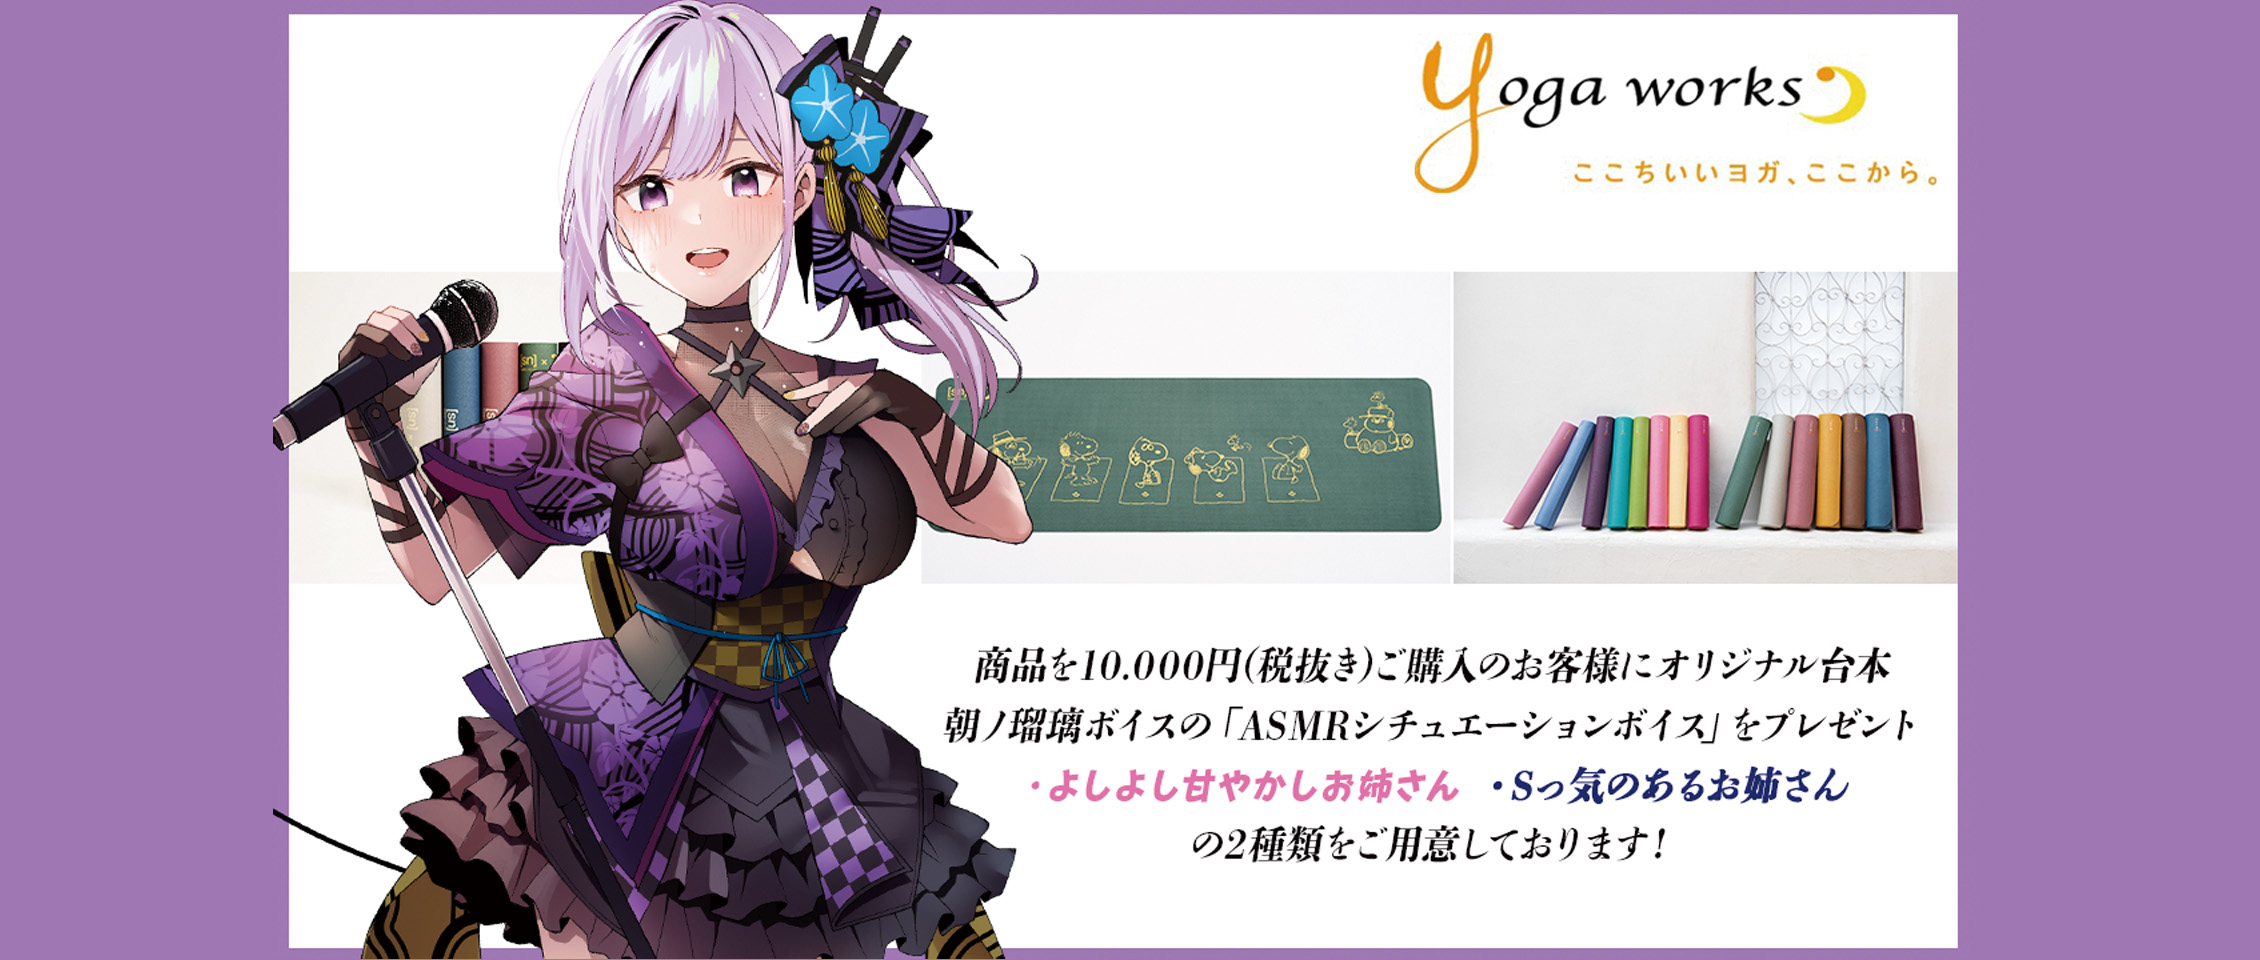 yoga works
ここちいいヨガ、ここから。
[sn] ×
[sn]
[sn]
[sn]
商品を10.000円(税抜き)ご購入のお客様にオリジナル台本
朝ノ瑠璃ボイスの「ASMRシチュエーションボイス」をプレゼント
・よしよし甘やかしお姉さん ・Sっ気のあるお姉さん
の2種類をご用意しております！